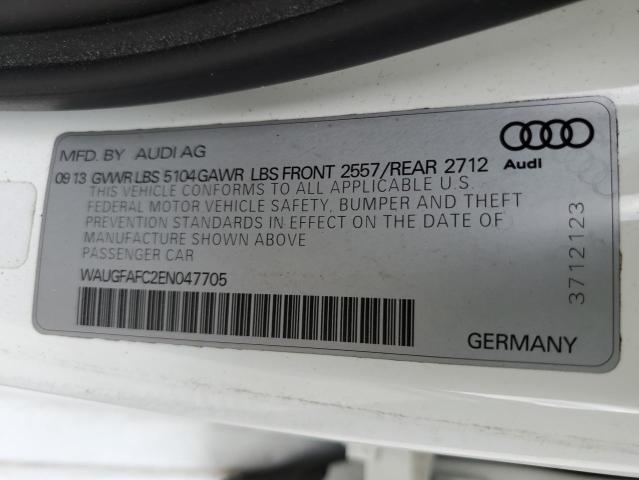 MFD. BY AUDI AG
09 13 GVWR LBS 5104 GAWR LBS FRONT 2557/REAR 2712
Audi
THIS VEHICLE CONFORMS TO ALL APPLICABLE U.S.
FEDERAL MOTOR VEHICLE SAFETY, BUMPER AND THEFT
PREVENTION STANDARDS IN EFFECT ON THE DATE OF
MANUFACTURE SHOWN ABOVE
PASSENGER CAR
WAUGFAFC2EN047705
3712123
GERMANY